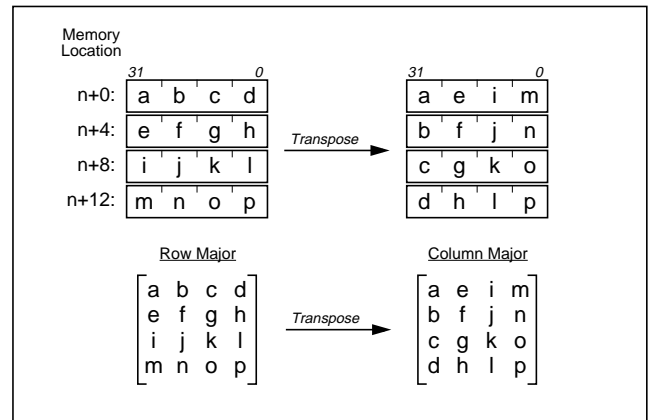 Memory
Location
31 0 31 0
n+0: a b c d a e i m
n+4: e f g h b f j n
Transpose
n+8: i j k l c g k o
n+12: m n o p d h l p
Row Major Column Major
a b c d a e i m
e f g h b f j n
Transpose
i j k l c g k o
m n o p d h l p